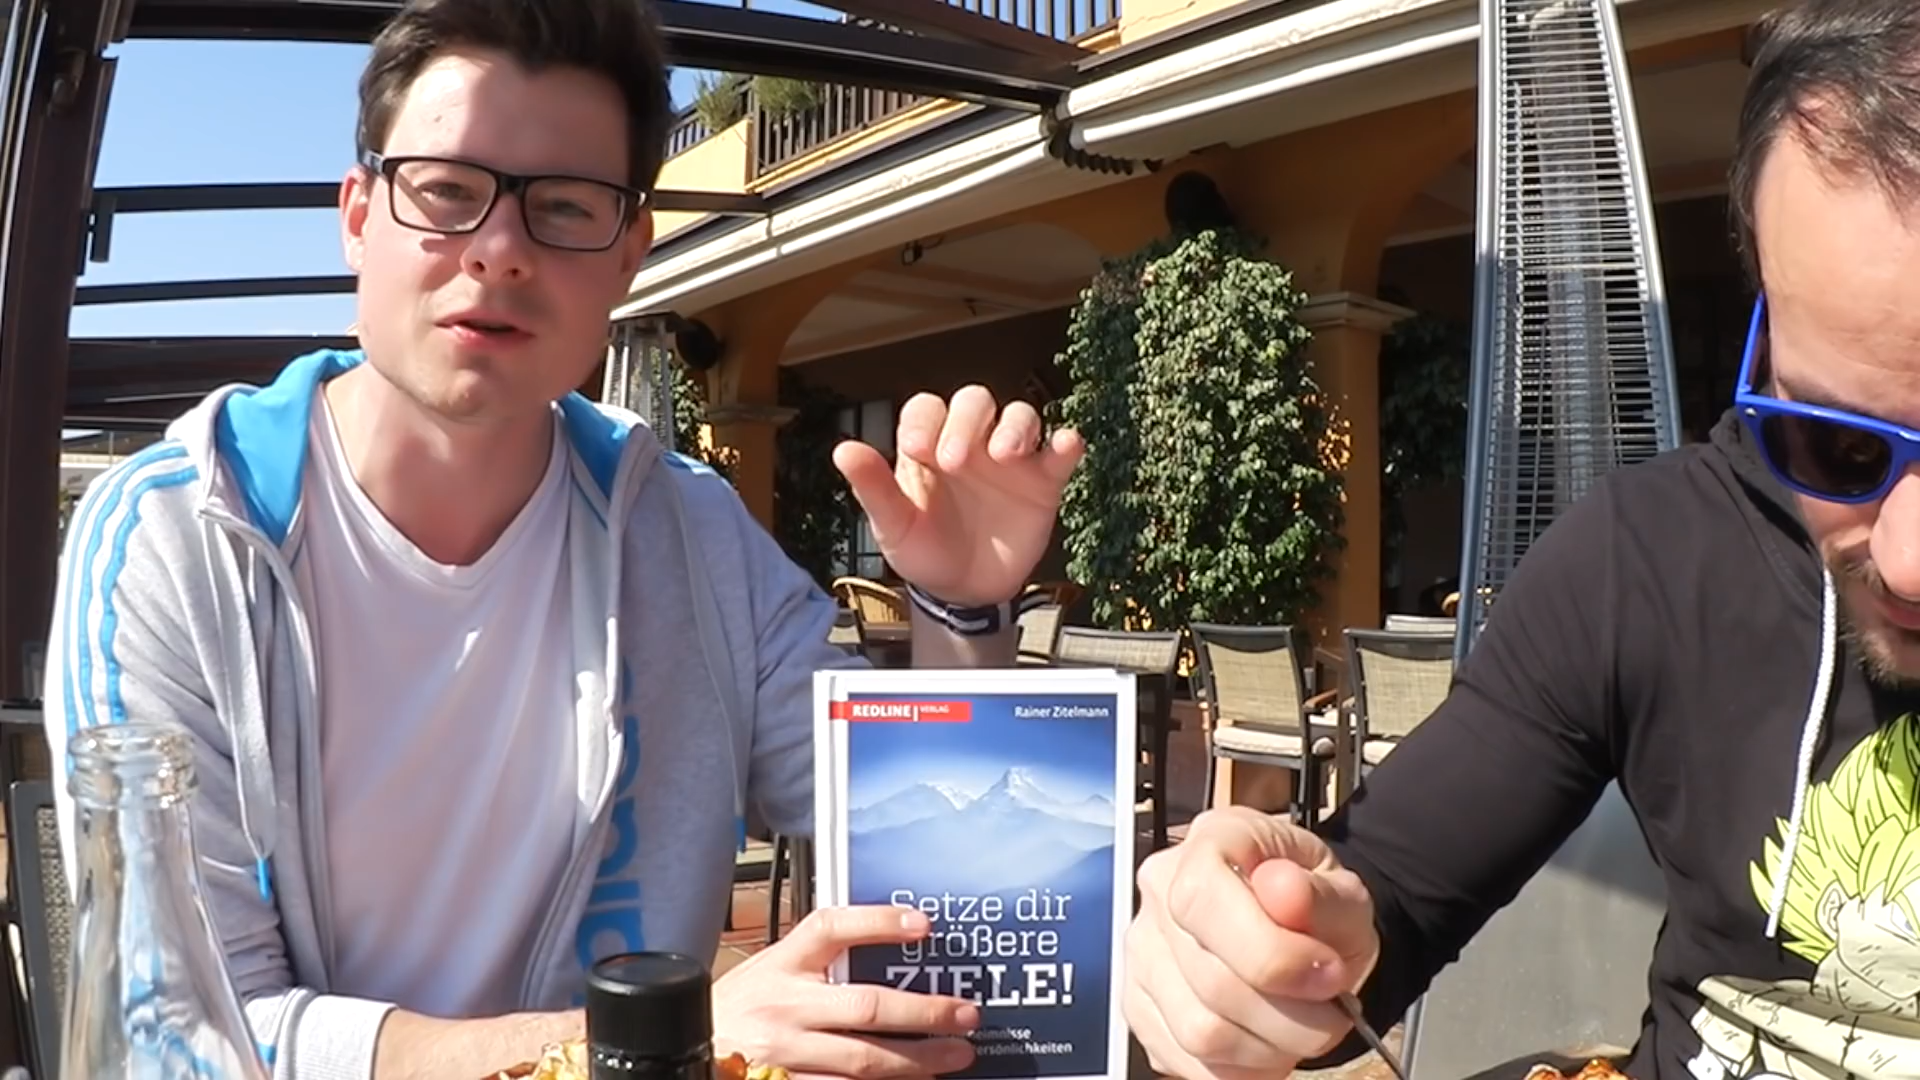 REDLINE | VERLAG
Rainer Zitelmann
Setze dir
größere
ZIELE!